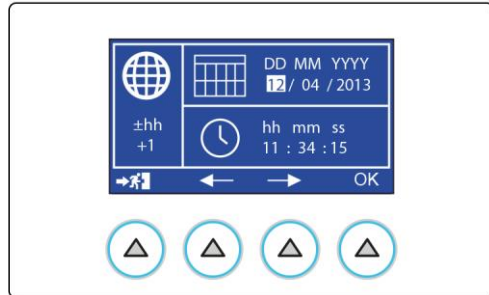 ±hh
+1
DD MM YYYY
12/ 04 / 2013
hh mm ss
11 : 34 : 15
OK